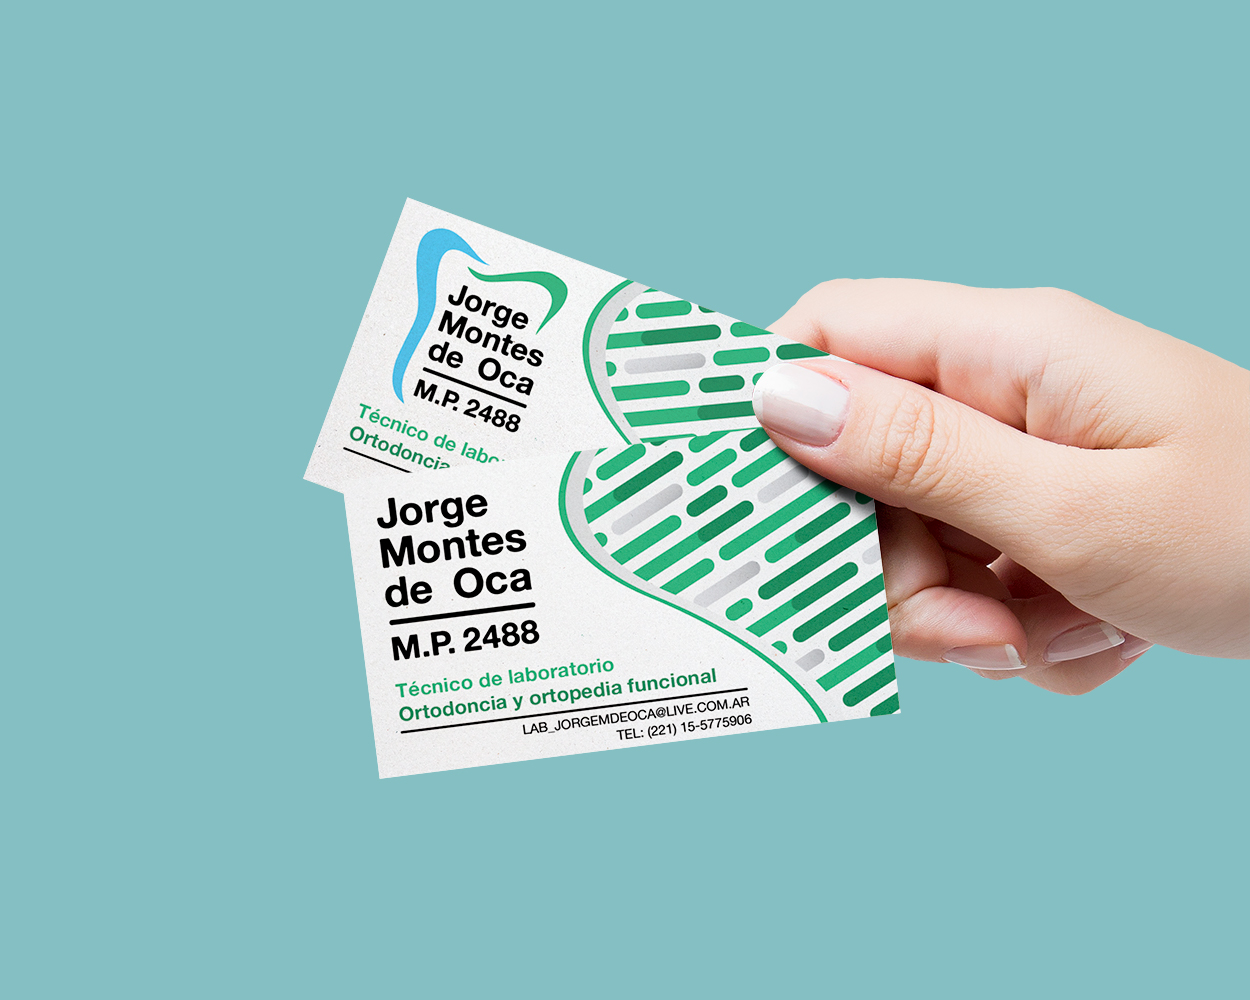 Jorge
Montes
de Oca
M.P. 2488
Técnico de labo
Ortodoncia
Jorge
Montes
de Oca
M.P. 2488
Técnico de laboratorio
Ortodoncia y ortopedia funcional
LAB_JORGEMDEOCA@LIVE.COM.AR
TEL: (221) 15-5775906